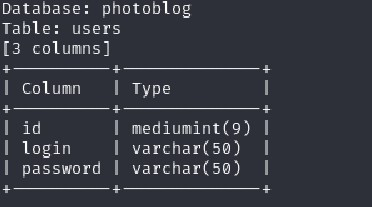 Database: photoblog
Table: users
[3 columns]
+----------+--------------+
| Column   | Type         |
+----------+--------------+
| id       | mediumint(9) |
| login    | varchar(50)  |
| password | varchar(50)  |
+----------+--------------+